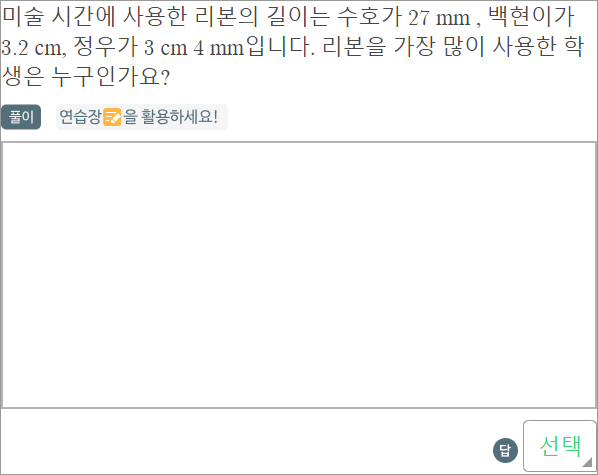 미술 시간에 사용한 리본의 길이는 수호가 27 mm , 백현이가
3.2 cm, 정우가 3 cm 4 mm입니다. 리본을 가장 많이 사용한 학
생은 누구인가요?
풀이 연습장 을 활용하세요!
답 선택